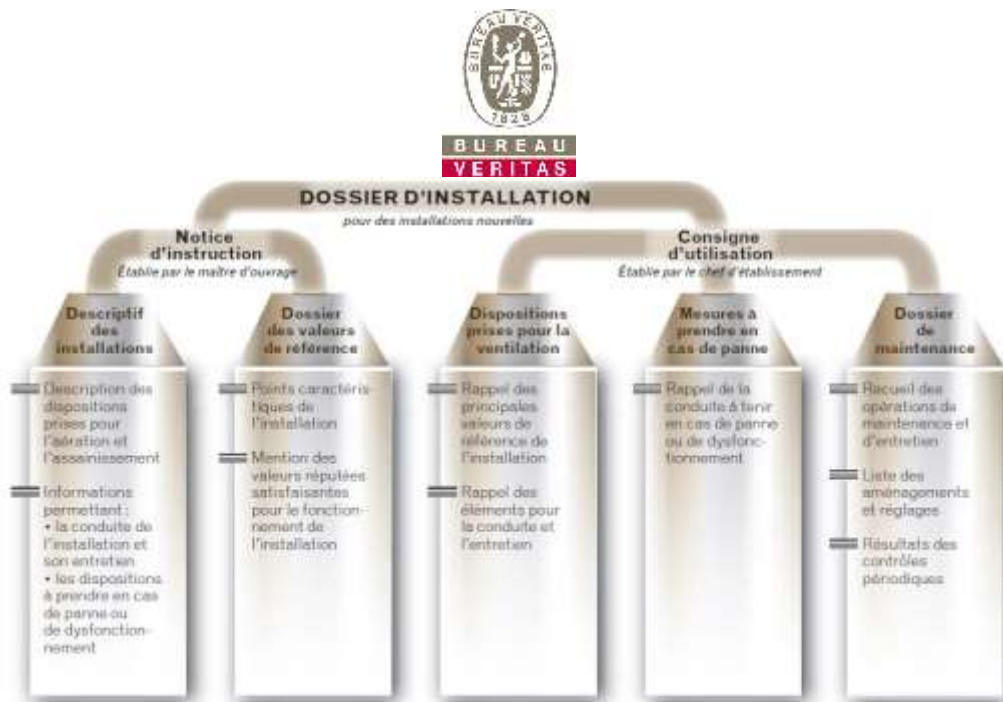 BUREAU VERITAS
1828
BUREAU
VERITAS
DOSSIER D'INSTALLATION
pour des installations nouvelles
Notice
d'instruction
Établie par le maître d'ouvrage
Consigne
d'utilisation
Établie par le chef d'établissement
Descriptif
des
installations
Description des
dispositions
prises pour
l'aération et
l'assainissement
Informations
permettant :
• la conduite de
l'installation et
son entretien
• les dispositions
à prendre en cas
de panne ou
de dysfonction-
nement
Dossier
des valeurs
de référence
Points caractéris-
tiques de
l'installation
Mention des
valeurs réputées
satisfaisantes
pour le fonction-
nement de
l'installation
Dispositions
prises pour la
ventilation
Rappel des
principales
valeurs de
référence de
l'installation
Rappel des
éléments pour
la conduite et
l'entretien
Mesures à
prendre en
cas de panne
Rappel de la
conduite à tenir
en cas de panne
ou de dysfonc-
tionnement
Dossier
de
maintenance
Recueil des
opérations de
maintenance et
d'entretien
Liste des
aménagements
et réglages
Résultats des
contrôles
périodiques